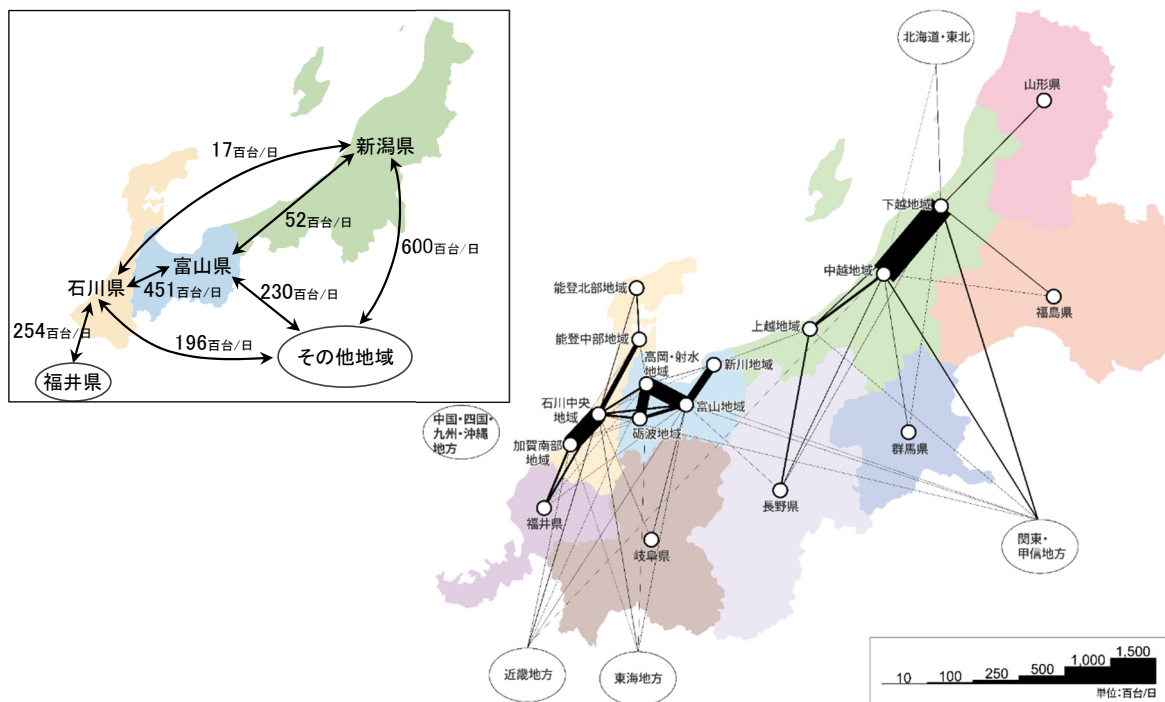 新潟県
17百台/日
52百台/日
600百台/日
富山県
石川県
451百台/日
230百台/日
254百台/日
196百台/日
その他地域
福井県
北海道・東北
山形県
下越地域
中越地域
福島県
能登北部地域
上越地域
能登中部地域
高岡・射水
地域
新川地域
石川中央
地域
富山地域
中国・四国・
九州・沖縄
地方
砺波地域
加賀南部
地域
群馬県
長野県
福井県
岐阜県
関東・
甲信地方
近畿地方
東海地方
10
100
250
500
1,000
1,500
単位:百台/日